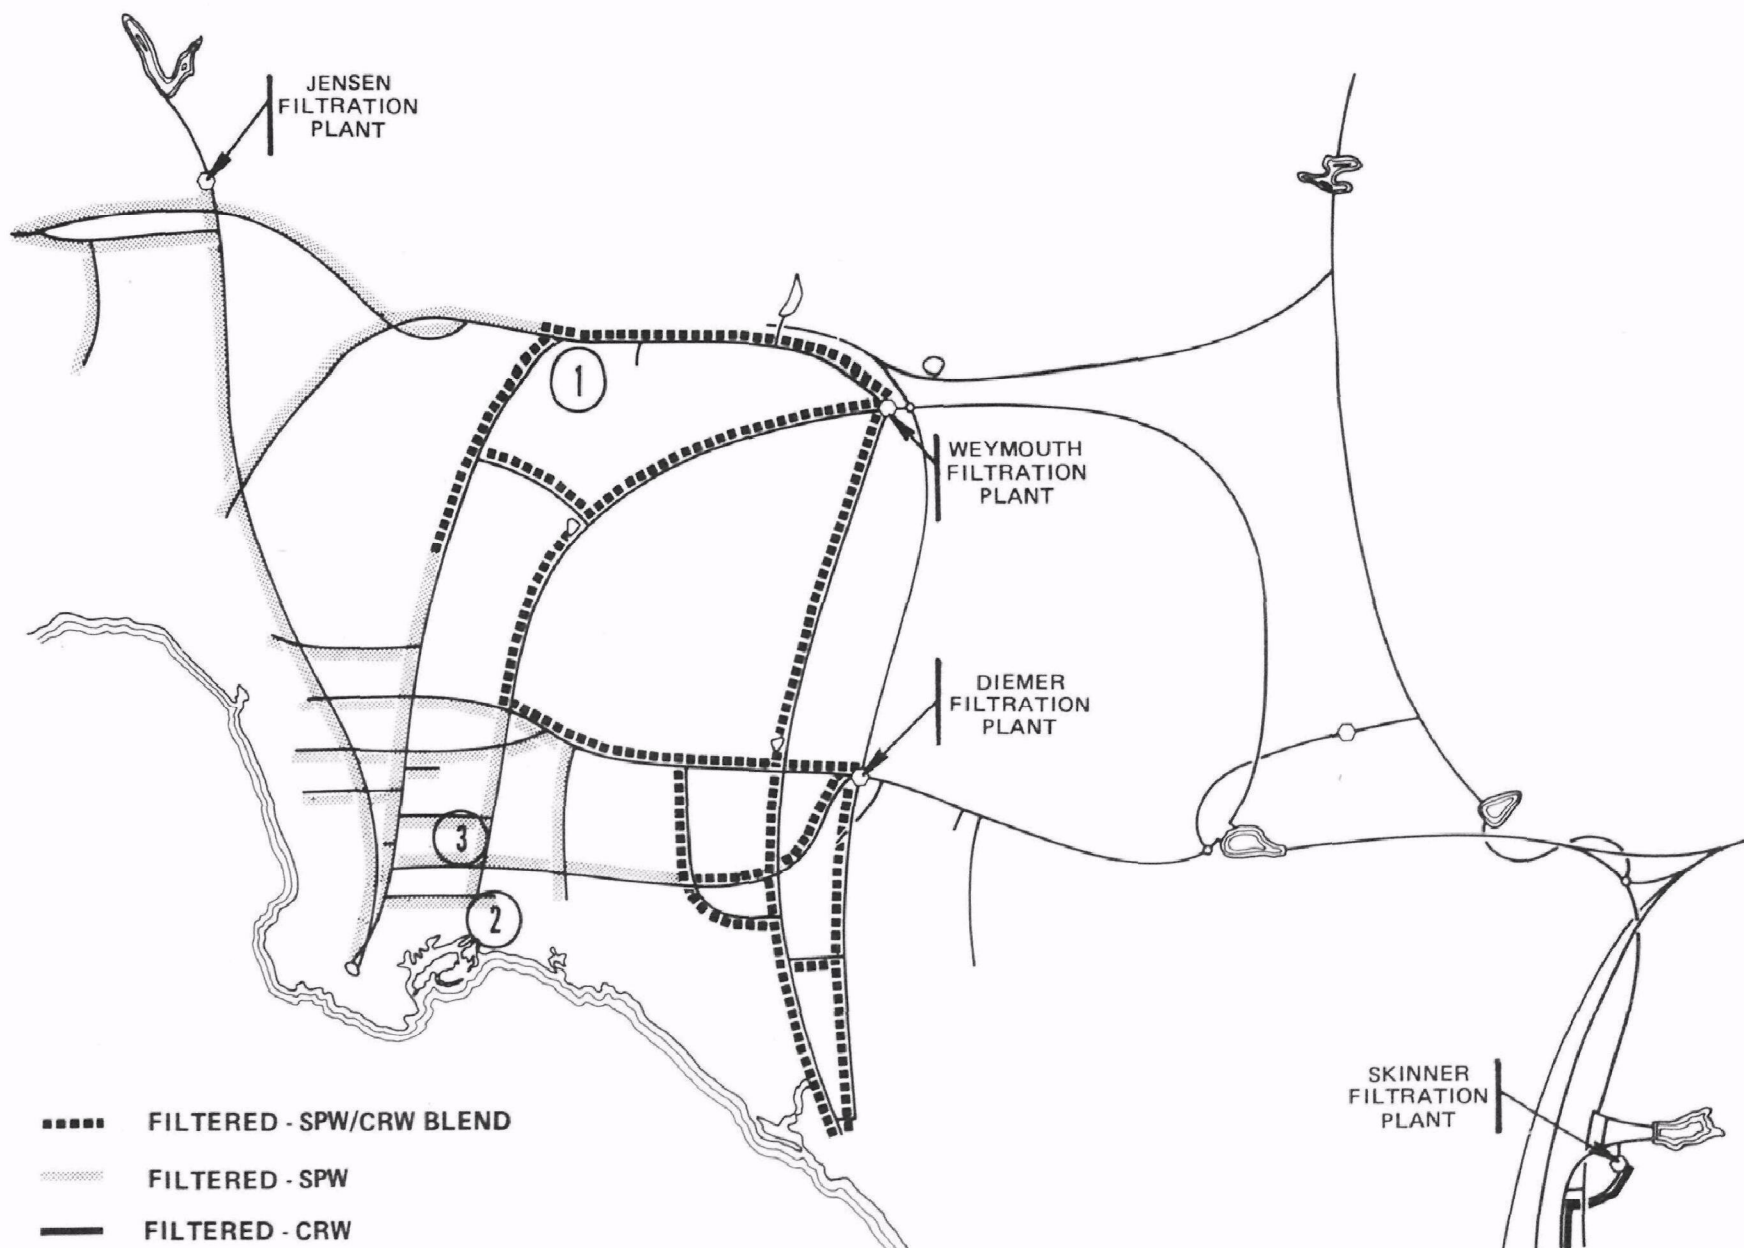 JENSEN
FILTRATION
PLANT
1
WEYMOUTH
FILTRATION
PLANT
DIEMER
FILTRATION
PLANT
3
2
SKINNER
FILTRATION
PLANT
FILTERED - SPW/CRW BLEND
FILTERED - SPW
FILTERED - CRW